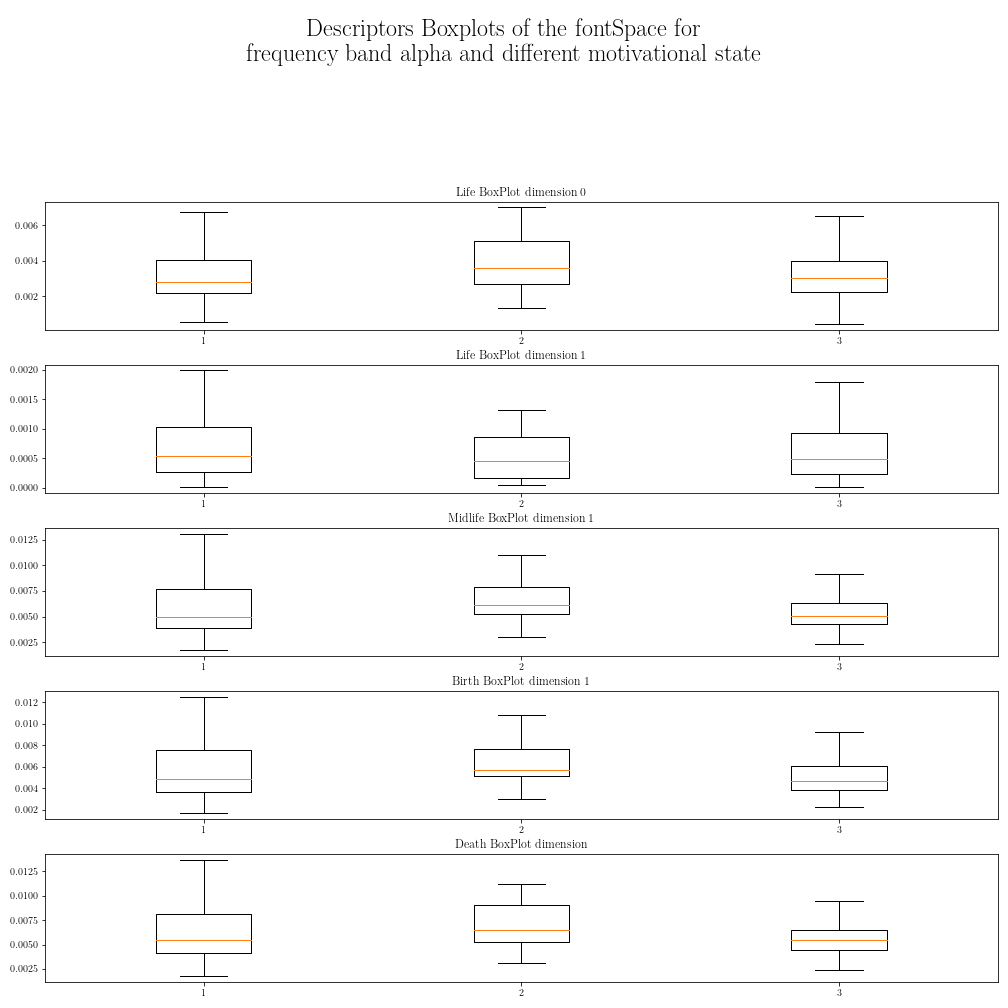 Descriptors Boxplots of the fontSpace for
frequency band alpha and different motivational state
Life BoxPlot dimension 0
0.006
0.004
0.002
1 2 3
Life BoxPlot dimension 1
0.0020
0.0015
0.0010
0.0005
0.0000
1 2 3
Midlife BoxPlot dimension 1
0.0125
0.0100
0.0075
0.0050
0.0025
1 2 3
Birth BoxPlot dimension 1
0.012
0.010
0.008
0.006
0.004
0.002
1 2 3
Death BoxPlot dimension
0.0125
0.0100
0.0075
0.0050
0.0025
1 2 3